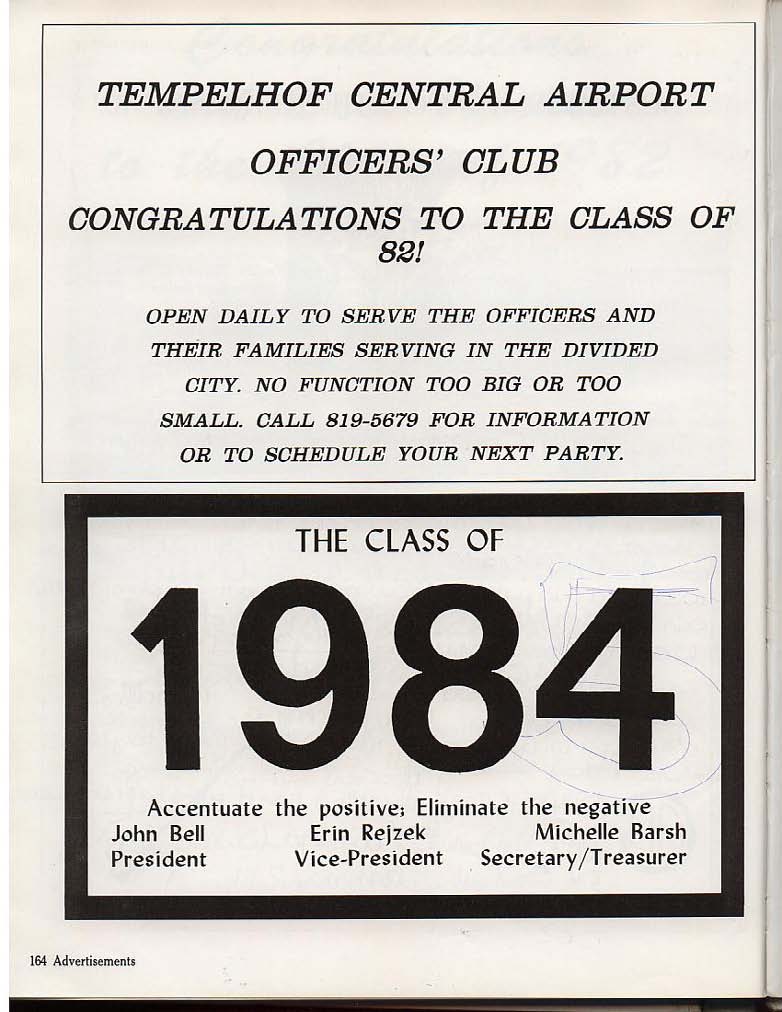 TEMPELHOF CENTRAL AIRPORT
OFFICERS' CLUB
CONGRATULATIONS TO THE CLASS OF
82!
OPEN DAILY TO SERVE THE OFFICERS AND
THEIR FAMILIES SERVING IN THE DIVIDED
CITY. NO FUNCTION TOO BIG OR TOO
SMALL. CALL 819-5679 FOR INFORMATION
OR TO SCHEDULE YOUR NEXT PARTY.
THE CLASS OF
1984
5
Accentuate the positive; Eliminate the negative
John Bell Erin Rejzek Michelle Barsh
President Vice-President Secretary/Treasurer
164 Advertisements